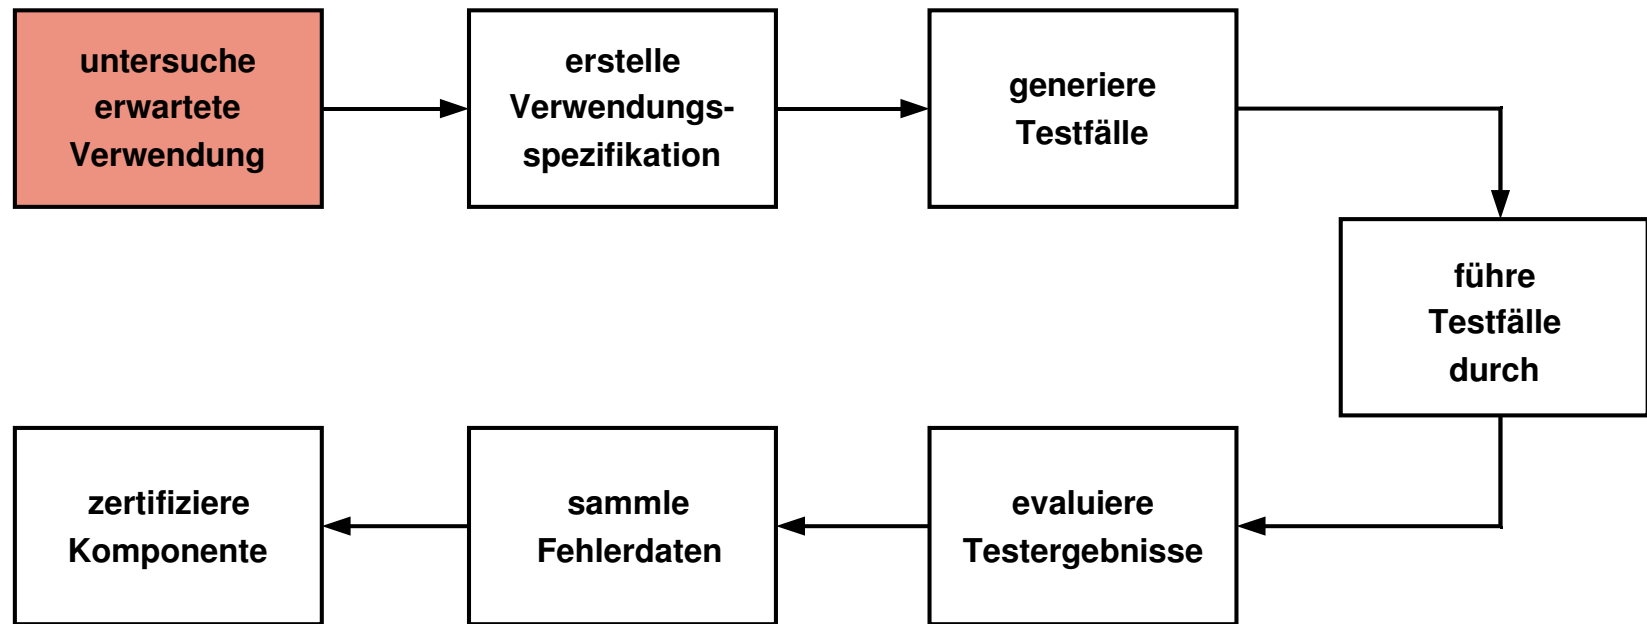 untersuche
erwartete
Verwendung
erstelle
Verwendungs-
spezifikation
generiere
Testfälle
führe
Testfälle
durch
evaluiere
Testergebnisse
sammle
Fehlerdaten
zertifiziere
Komponente